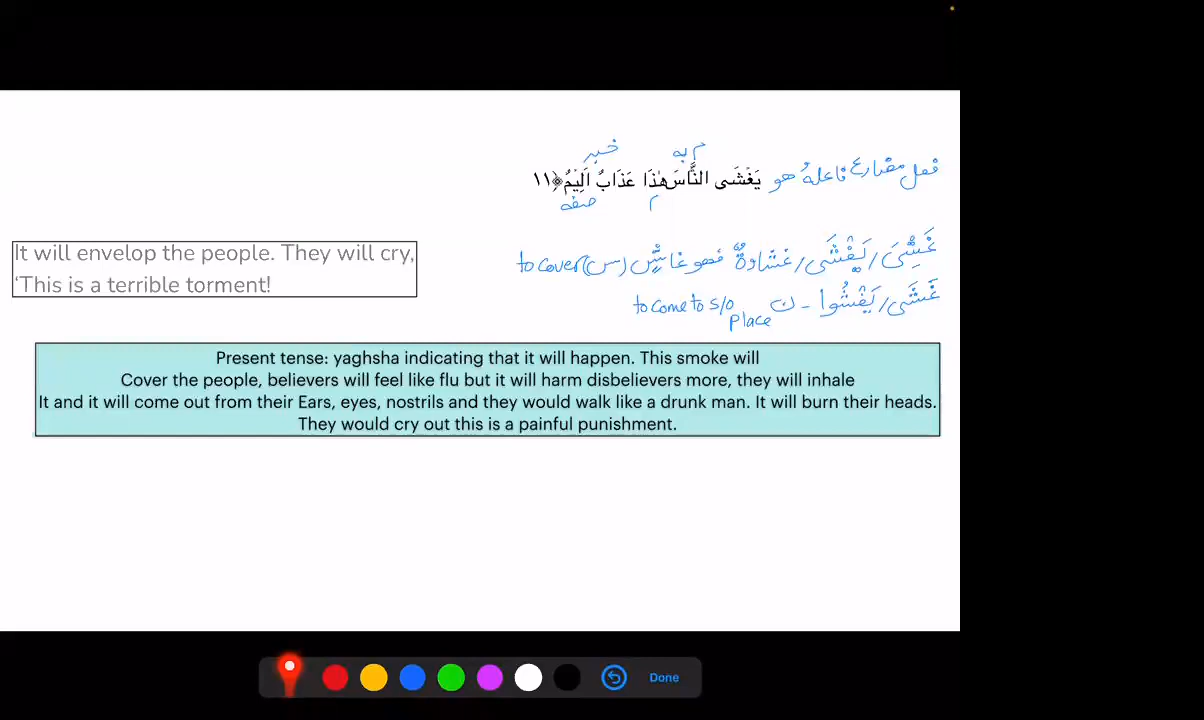 خبر م به
فعل مضارع فاعلهُ هو
يَغْشَى النَّاسَ هٰذَا عَذَابٌ اَلِيْمٌ ﴿١١
صفه م
It will envelop the people. They will cry,
‘This is a terrible torment!
غَشِيَ / يَغْشَى / غشاوةٌ فهو غاشٍ (س) to cover
غَشَى / يَغْشُوا - ن to come to s/o
place
Present tense: yaghsha indicating that it will happen. This smoke will
Cover the people, believers will feel like flu but it will harm disbelievers more, they will inhale
It and it will come out from their Ears, eyes, nostrils and they would walk like a drunk man. It will burn their heads.
They would cry out this is a painful punishment.
Done